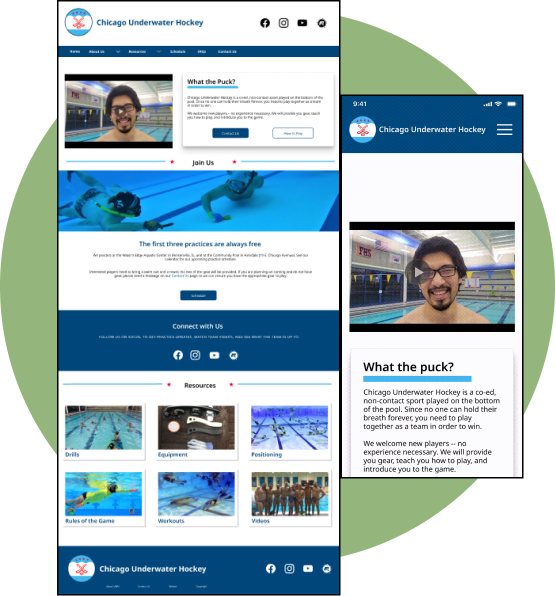 Chicago Underwater Hockey
Home About Us Resources Schedule FAQs Contact Us
What the Puck?
Chicago Underwater Hockey is a co-ed, non-contact sport played on the bottom of the
pool. Since no one can hold their breath forever, you need to play together as a team
in order to win.
We welcome new players -- no experience necessary. We will provide you gear, teach
you how to play, and introduce you to the game.
Contact Us
How to Play
Join Us
The first three practices are always free
Schedule
Connect with Us
Resources
Drills
Equipment
Positioning
Rules of the Game
Workouts
Videos
Chicago Underwater Hockey
Contact Us
Copyright
9:41
Chicago Underwater Hockey
FHS
What the puck?
Chicago Underwater Hockey is a co-ed,
non-contact sport played on the bottom
of the pool. Since no one can hold their
breath forever, you need to play
together as a team in order to win.
We welcome new players -- no
experience necessary. We will provide
you gear, teach you how to play, and
introduce you to the game.